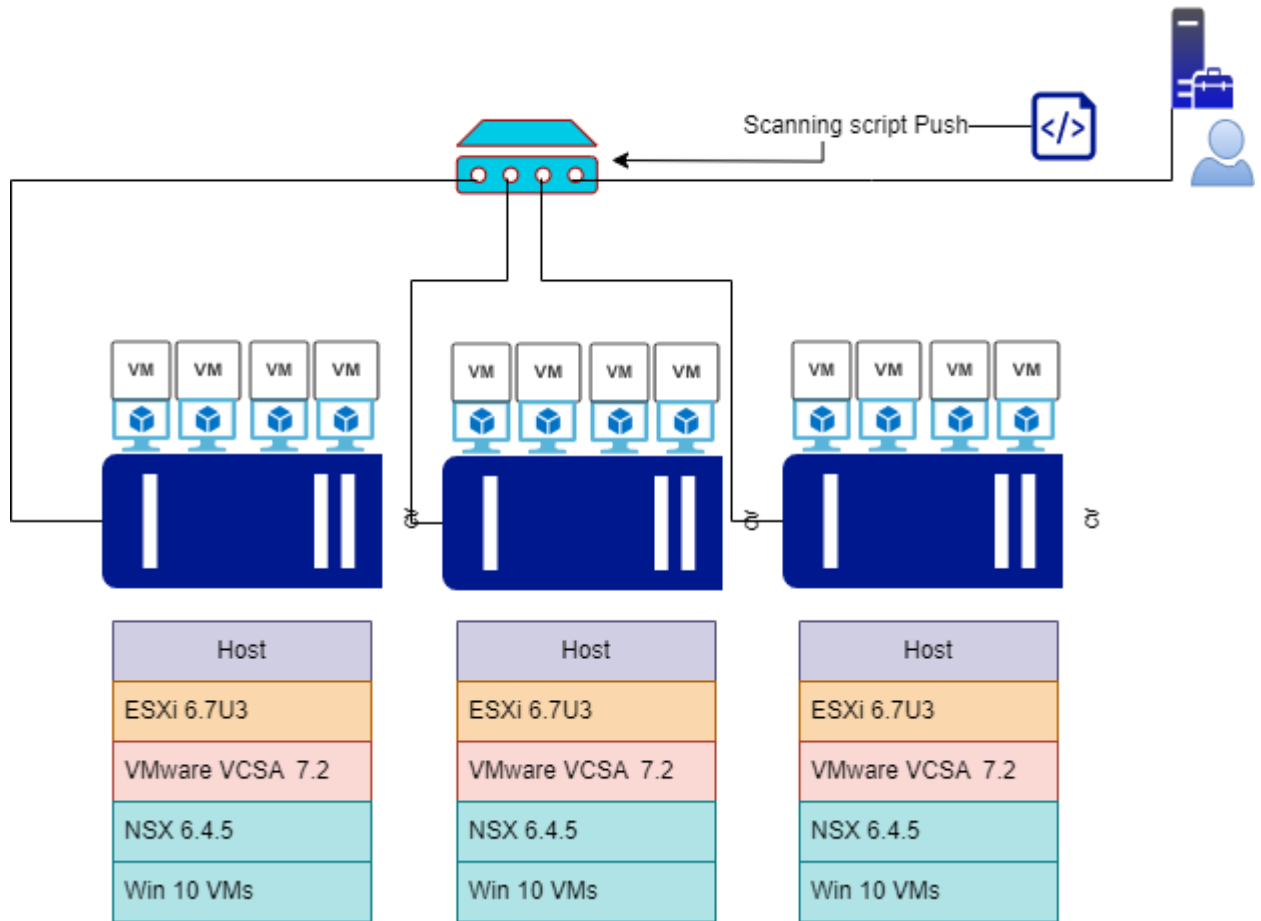 Scanning script Push
</>
VM VM VM VM
VM VM VM VM
VM VM VM VM
Host
ESXi 6.7U3
VMware VCSA  7.2
NSX 6.4.5
Win 10 VMs
Host
ESXi 6.7U3
VMware VCSA  7.2
NSX 6.4.5
Win 10 VMs
Host
ESXi 6.7U3
VMware VCSA  7.2
NSX 6.4.5
Win 10 VMs